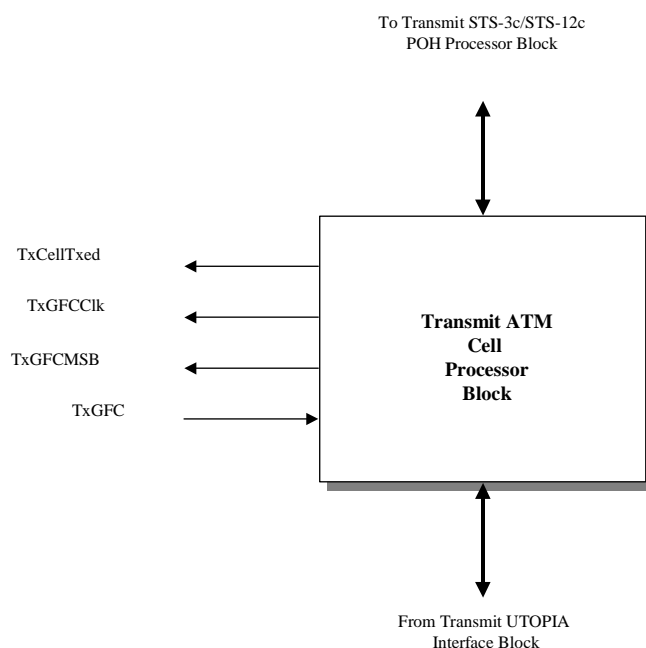 To Transmit STS-3c/STS-12c
POH Processor Block
TxCellTxed
TxGFCClk
TxGFCMSB
TxGFC
Transmit ATM
Cell
Processor
Block
From Transmit UTOPIA
Interface Block